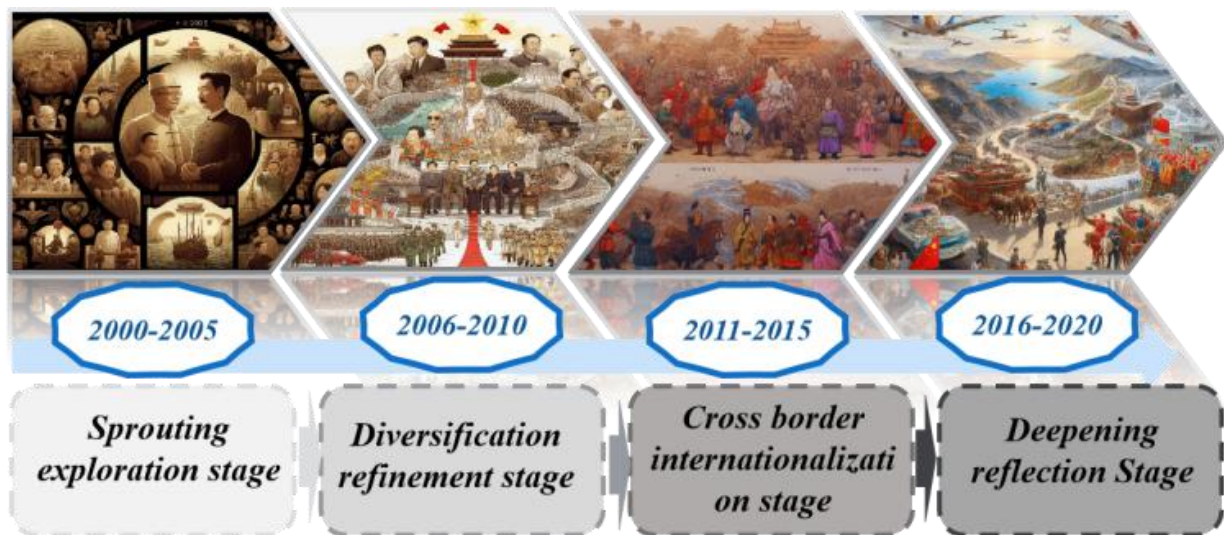 2000-2005
2006-2010
2011-2015
2016-2020
Sprouting
exploration stage
Diversification
refinement stage
Cross border
internationalizati
on stage
Deepening
reflection Stage